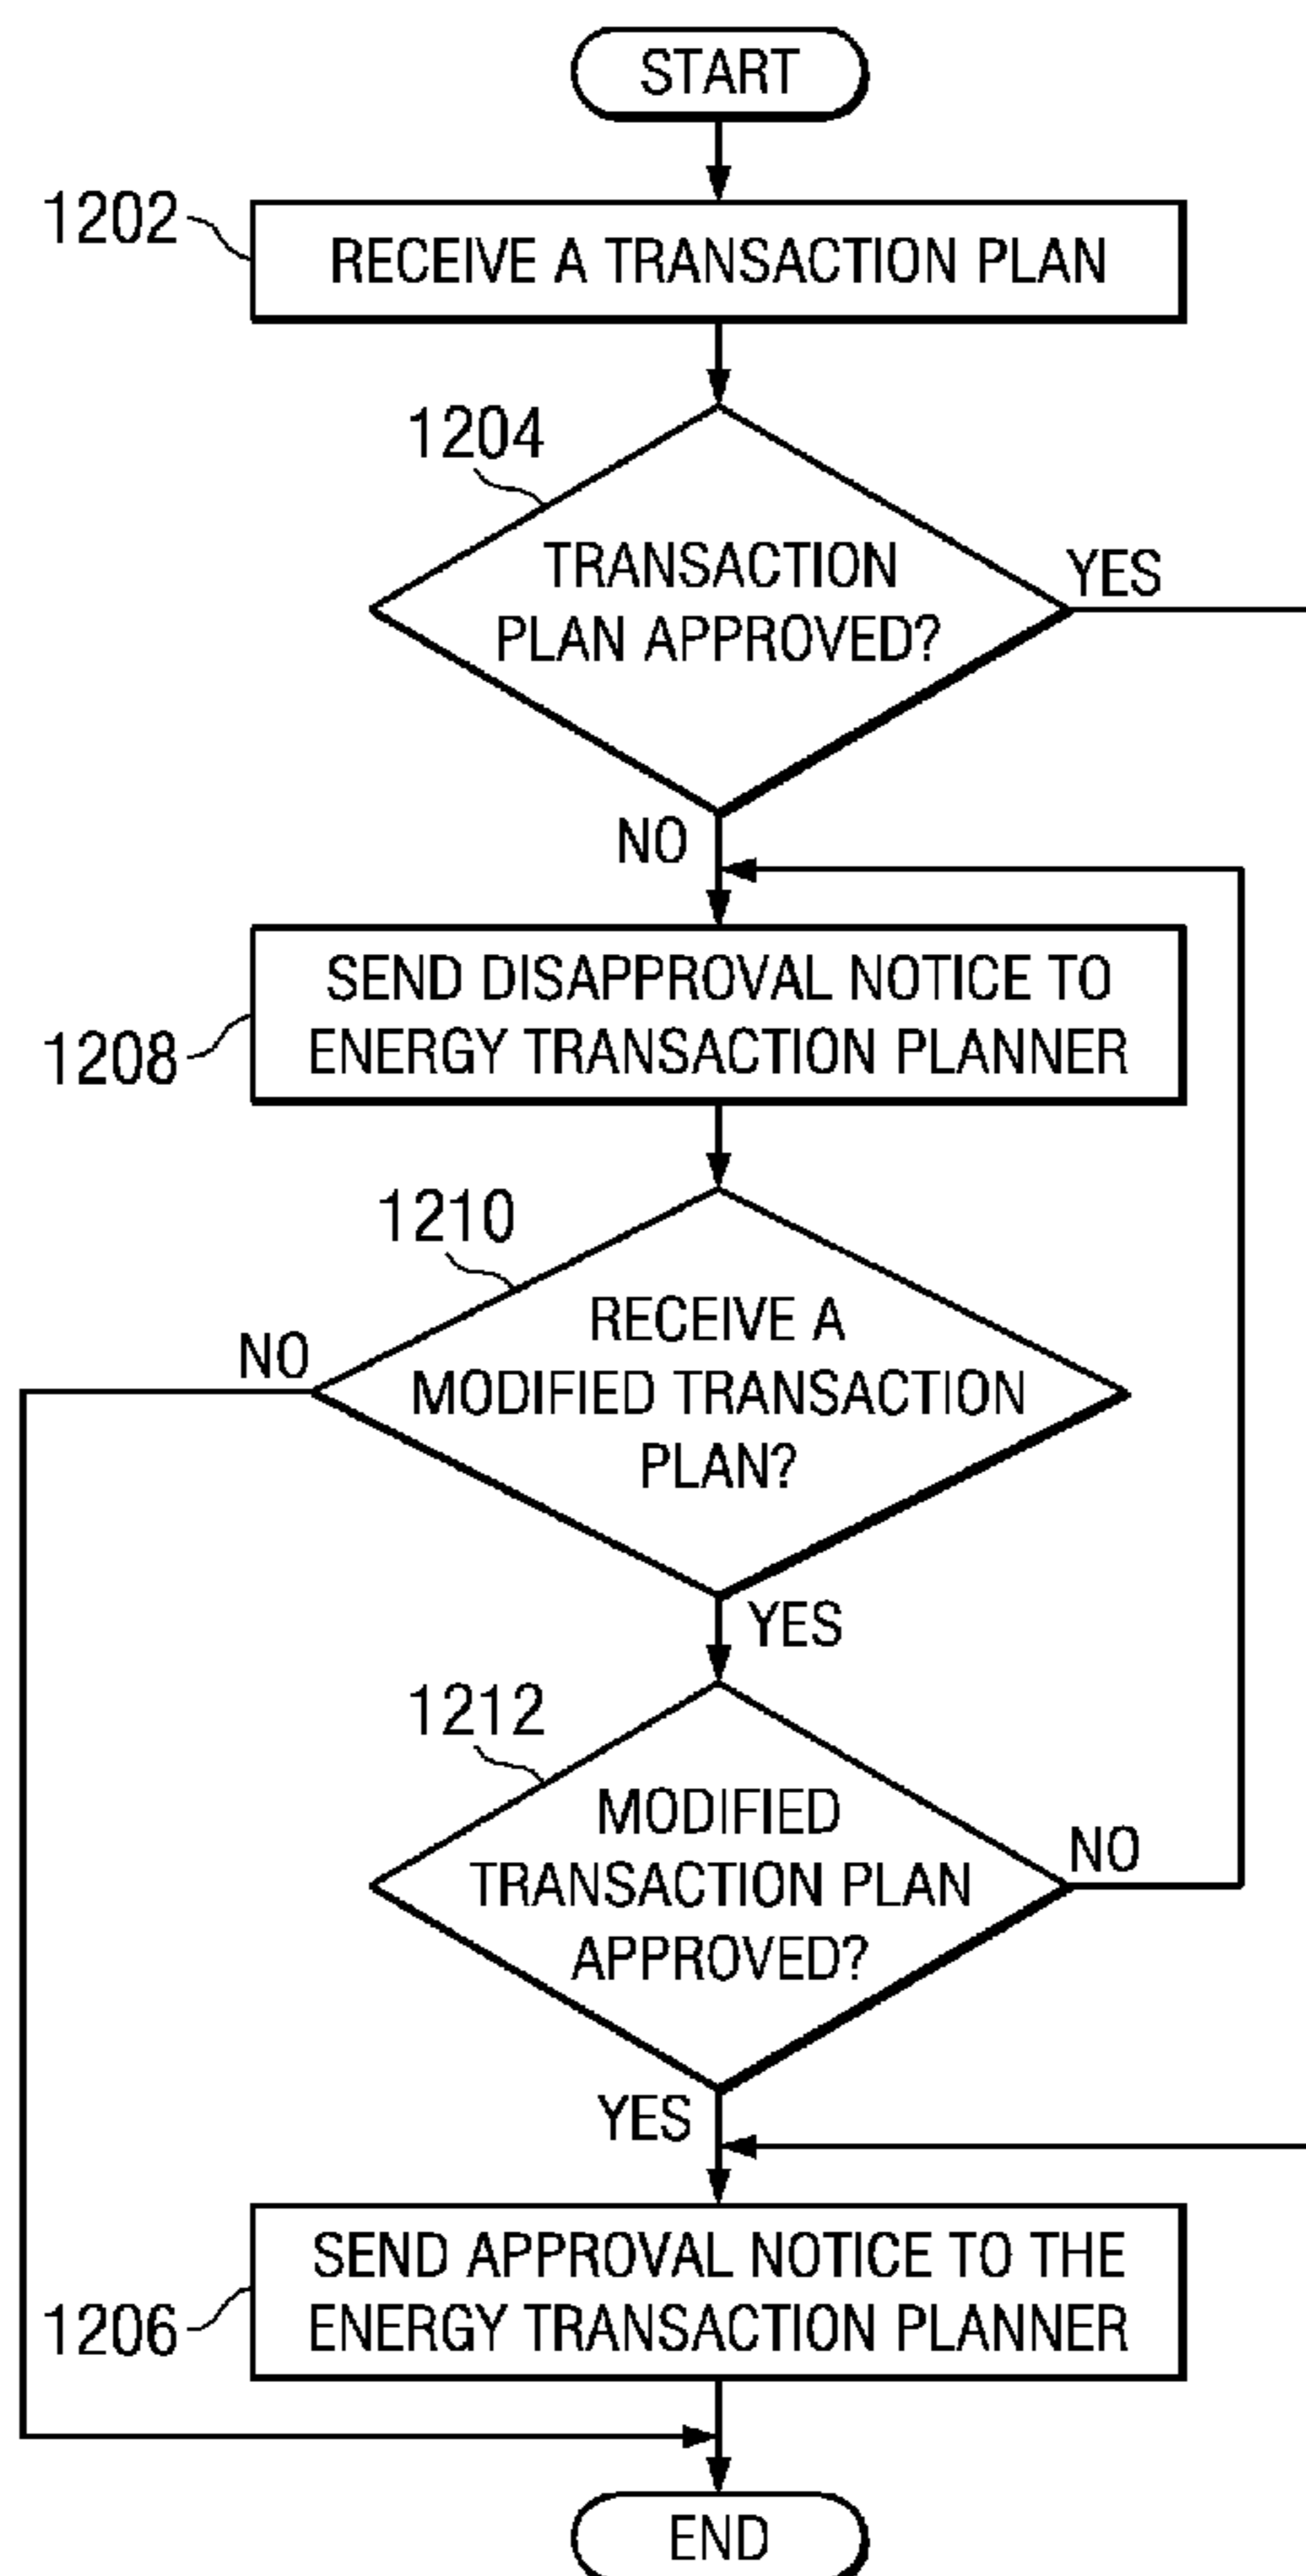 START
1202
RECEIVE A TRANSACTION PLAN
1204
TRANSACTION
PLAN APPROVED?
YES
NO
SEND DISAPPROVAL NOTICE TO
ENERGY TRANSACTION PLANNER
1208
1210
RECEIVE A
MODIFIED TRANSACTION
PLAN?
NO
YES
1212
MODIFIED
TRANSACTION PLAN
APPROVED?
NO
YES
SEND APPROVAL NOTICE TO THE
ENERGY TRANSACTION PLANNER
1206
END